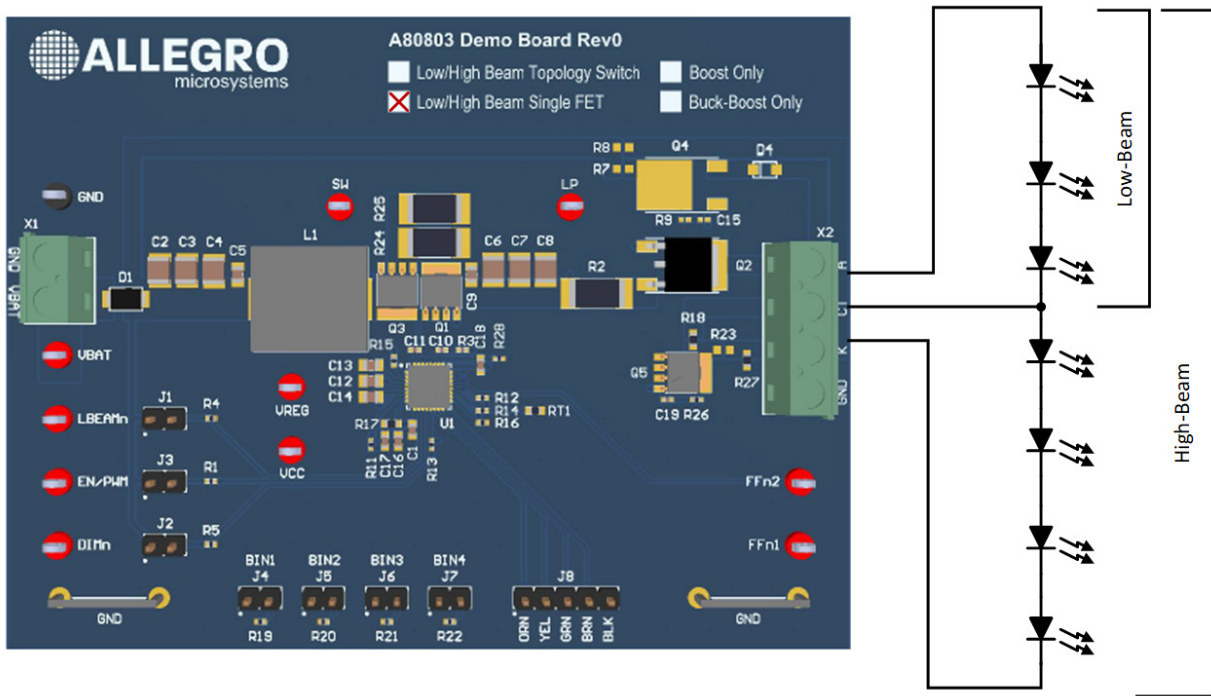 ALLEGRO
microsystems
A80803 Demo Board Rev0
Low/High Beam Topology Switch
Boost Only
Low/High Beam Single FET
Buck-Boost Only
GND
X1
GND
VBAT
D1
C2
C3
C4
C5
L1
SW
R25
R24
LP
R8
R7
Q4
D4
R9
C15
C6
C7
C8
C9
R2
Q2
X2
A
CT
K
GND
Q3
Q1
C11
C10
R3
C18
R28
R15
C13
C12
C14
U1
R12
R14
R16
RT1
R18
R23
Q5
R27
C19
R26
VBAT
VREG
VCC
R17
R11
C17
C16
C1
R13
LBEAMn
J1
R4
EN/PWM
J3
R1
DIMn
J2
R5
FFn2
FFn1
GND
BIN1
J4
R19
BIN2
J5
R20
BIN3
J6
R21
BIN4
J7
R22
J8
ORN
YEL
GRN
BRN
BLK
GND
Low-Beam
High-Beam